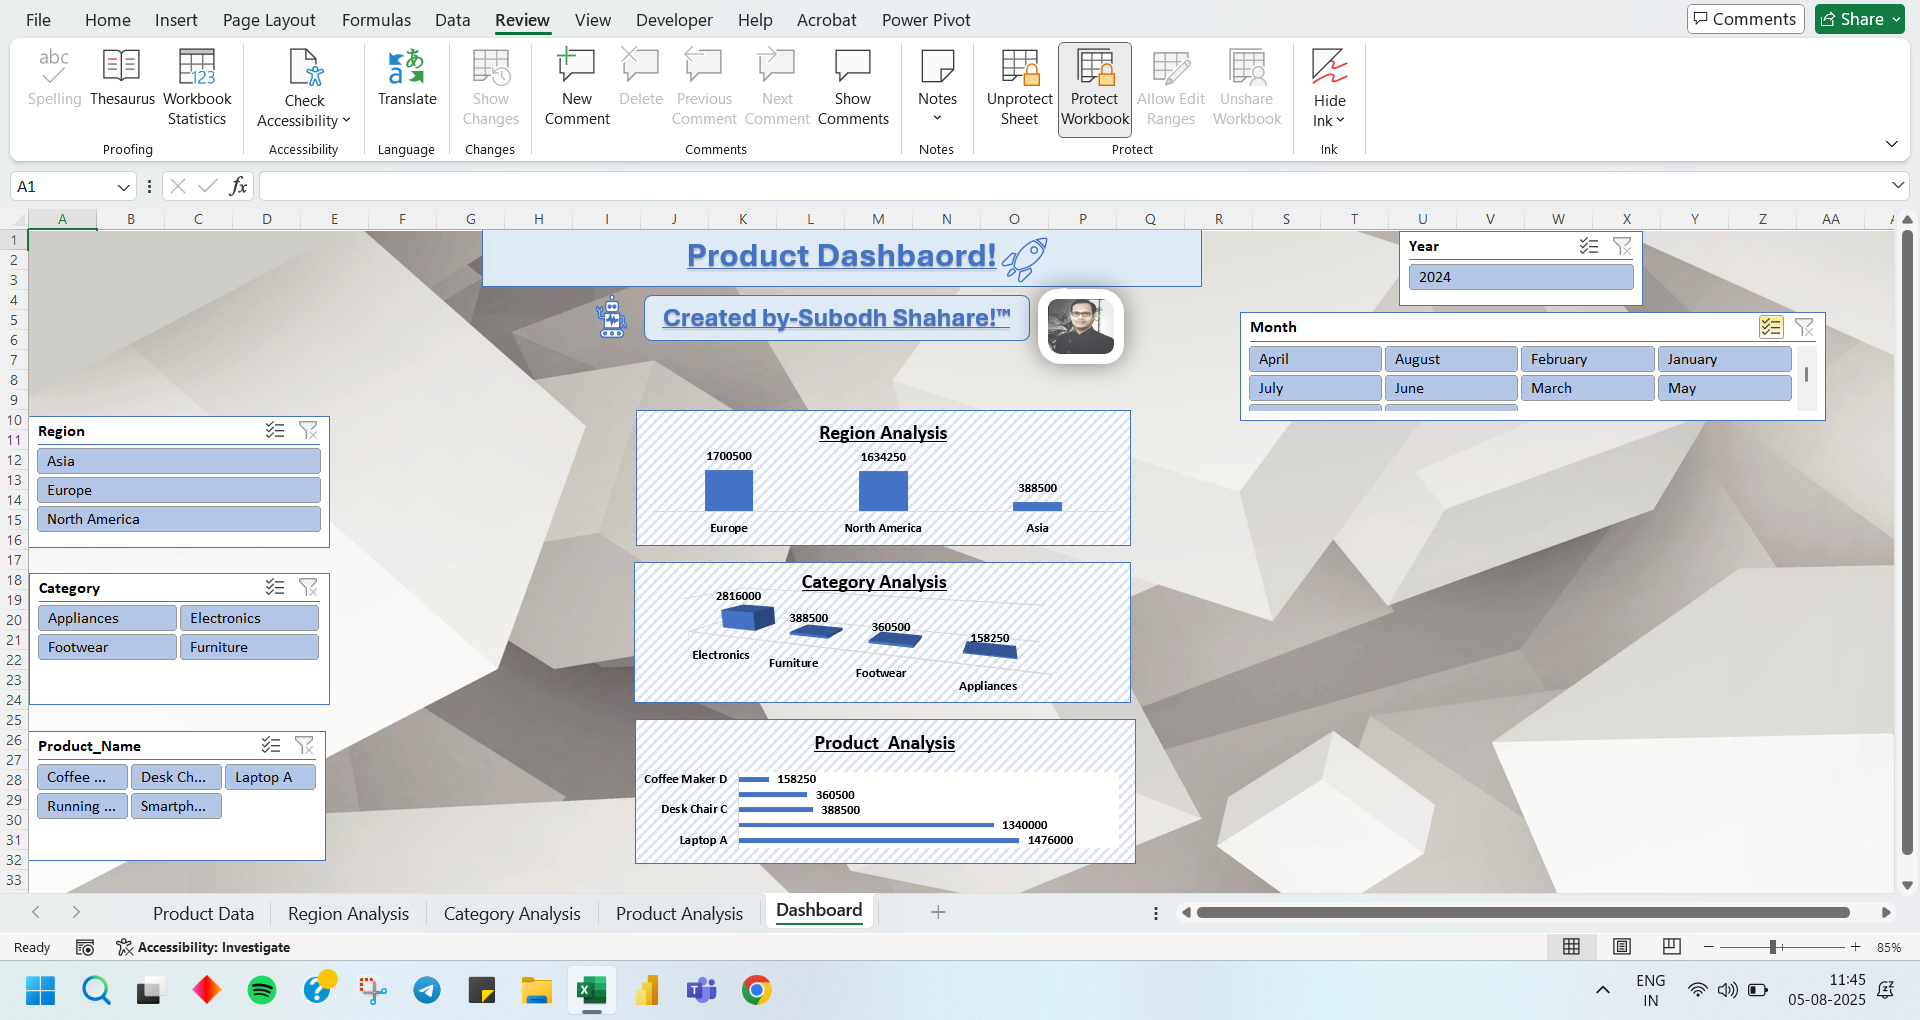 File Home Insert Page Layout Formulas Data Review View Developer Help Acrobat Power Pivot Comments Share
abc
Spelling Thesaurus Workbook Statistics Check Accessibility Translate Show Changes New Comment Delete Previous Comment Next Comment Show Comments Notes Unprotect Sheet Protect Workbook Allow Edit Ranges Unshare Workbook Hide Ink
Proofing Accessibility Language Changes Comments Notes Protect Ink
A1 fx
A B C D E F G H I J K L M N O P Q R S T U V W X Y Z AA
1
2
3
4
5
6
7
8
9
10
11
12
13
14
15
16
17
18
19
20
21
22
23
24
25
26
27
28
29
30
31
32
33
Product Dashbaord!
Created by-Subodh Shahare!™
Year
2024
Month
April August February January
July June March May
Region
Asia
Europe
North America
Category
Appliances Electronics
Footwear Furniture
Product_Name
Coffee ... Desk Ch... Laptop A
Running ... Smartph...
Region Analysis
1700500 1634250 388500
Europe North America Asia
Category Analysis
2816000 388500 360500 158250
Electronics Furniture Footwear Appliances
Product Analysis
Coffee Maker D 158250
360500
Desk Chair C 388500
1340000
Laptop A 1476000
Product Data Region Analysis Category Analysis Product Analysis Dashboard
Ready Accessibility: Investigate 85%
ENG
IN
11:45
05-08-2025